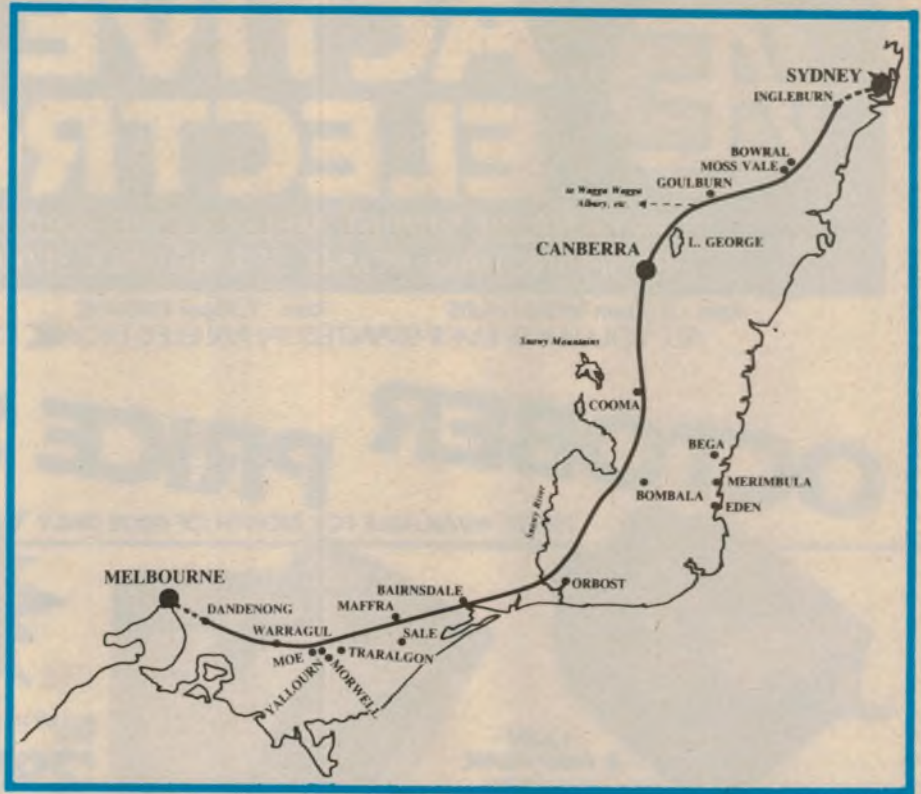 SYDNEY
INGLEBURN
BOWRAL
MOSS VALE
GOULBURN
to Wagga Wagga
Albury, etc
L. GEORGE
CANBERRA
Snowy Mountains
COOMA
BEGA
MERIMBULA
BOMBALA
EDEN
Snowy River
MELBOURNE
ORBOST
BAIRNSDALE
DANDENONG
MAFFRA
WARRAGUL
SALE
MOE
TRARALGON
YALLOURN
MORWELL